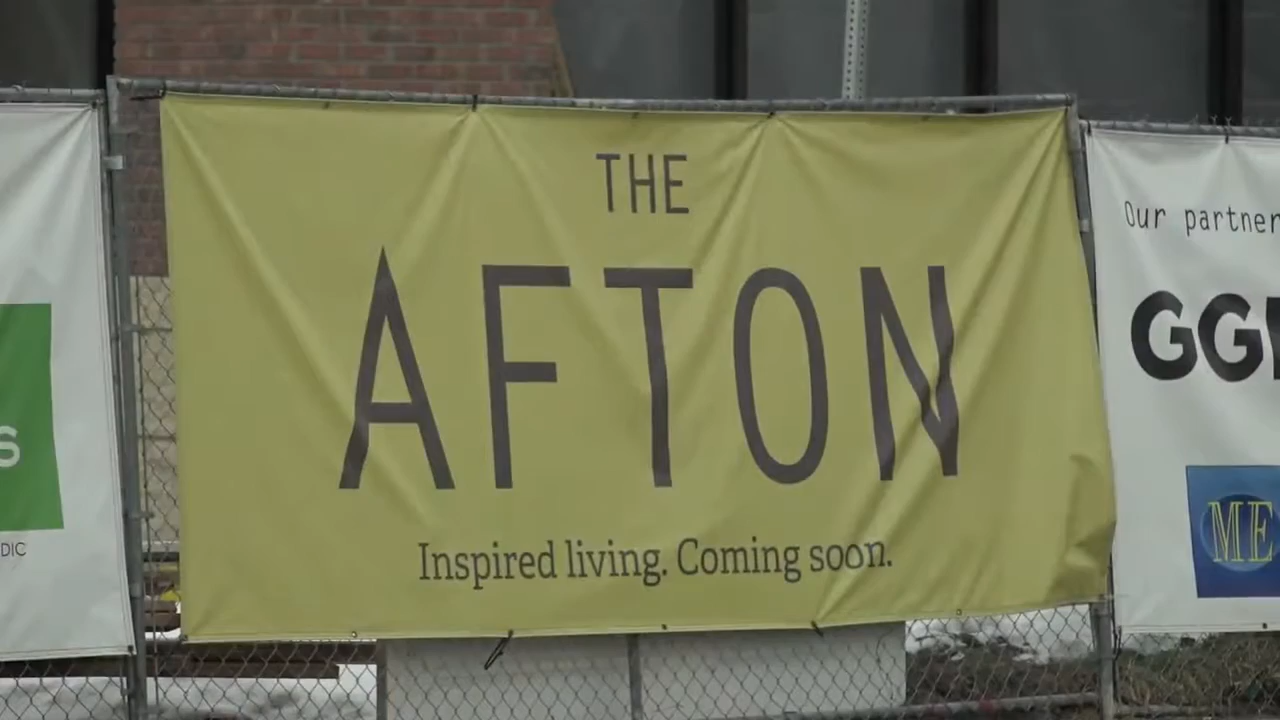 THE
AFTON
Inspired living. Coming soon.
Our partner
GG
ME
S
DIC